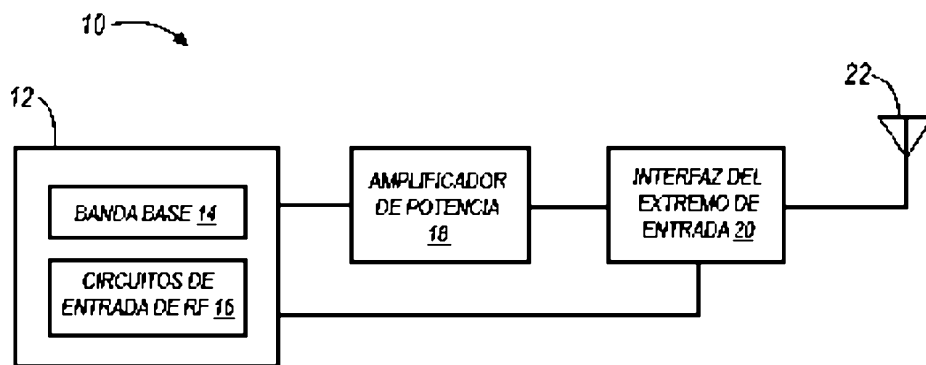 10
12
22
BANDA BASE 14
CIRCUITOS DE
ENTRADA DE RF 16
AMPLIFICADOR
DE POTENCIA
18
INTERFAZ DEL
EXTREMO DE
ENTRADA 20